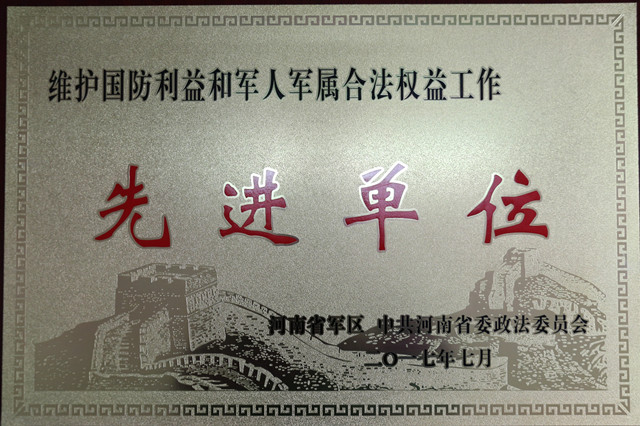 维护国防利益和军人军属合法权益工作
先进单位
河南省军区 中共河南省委政法委员会
二〇一七年七月